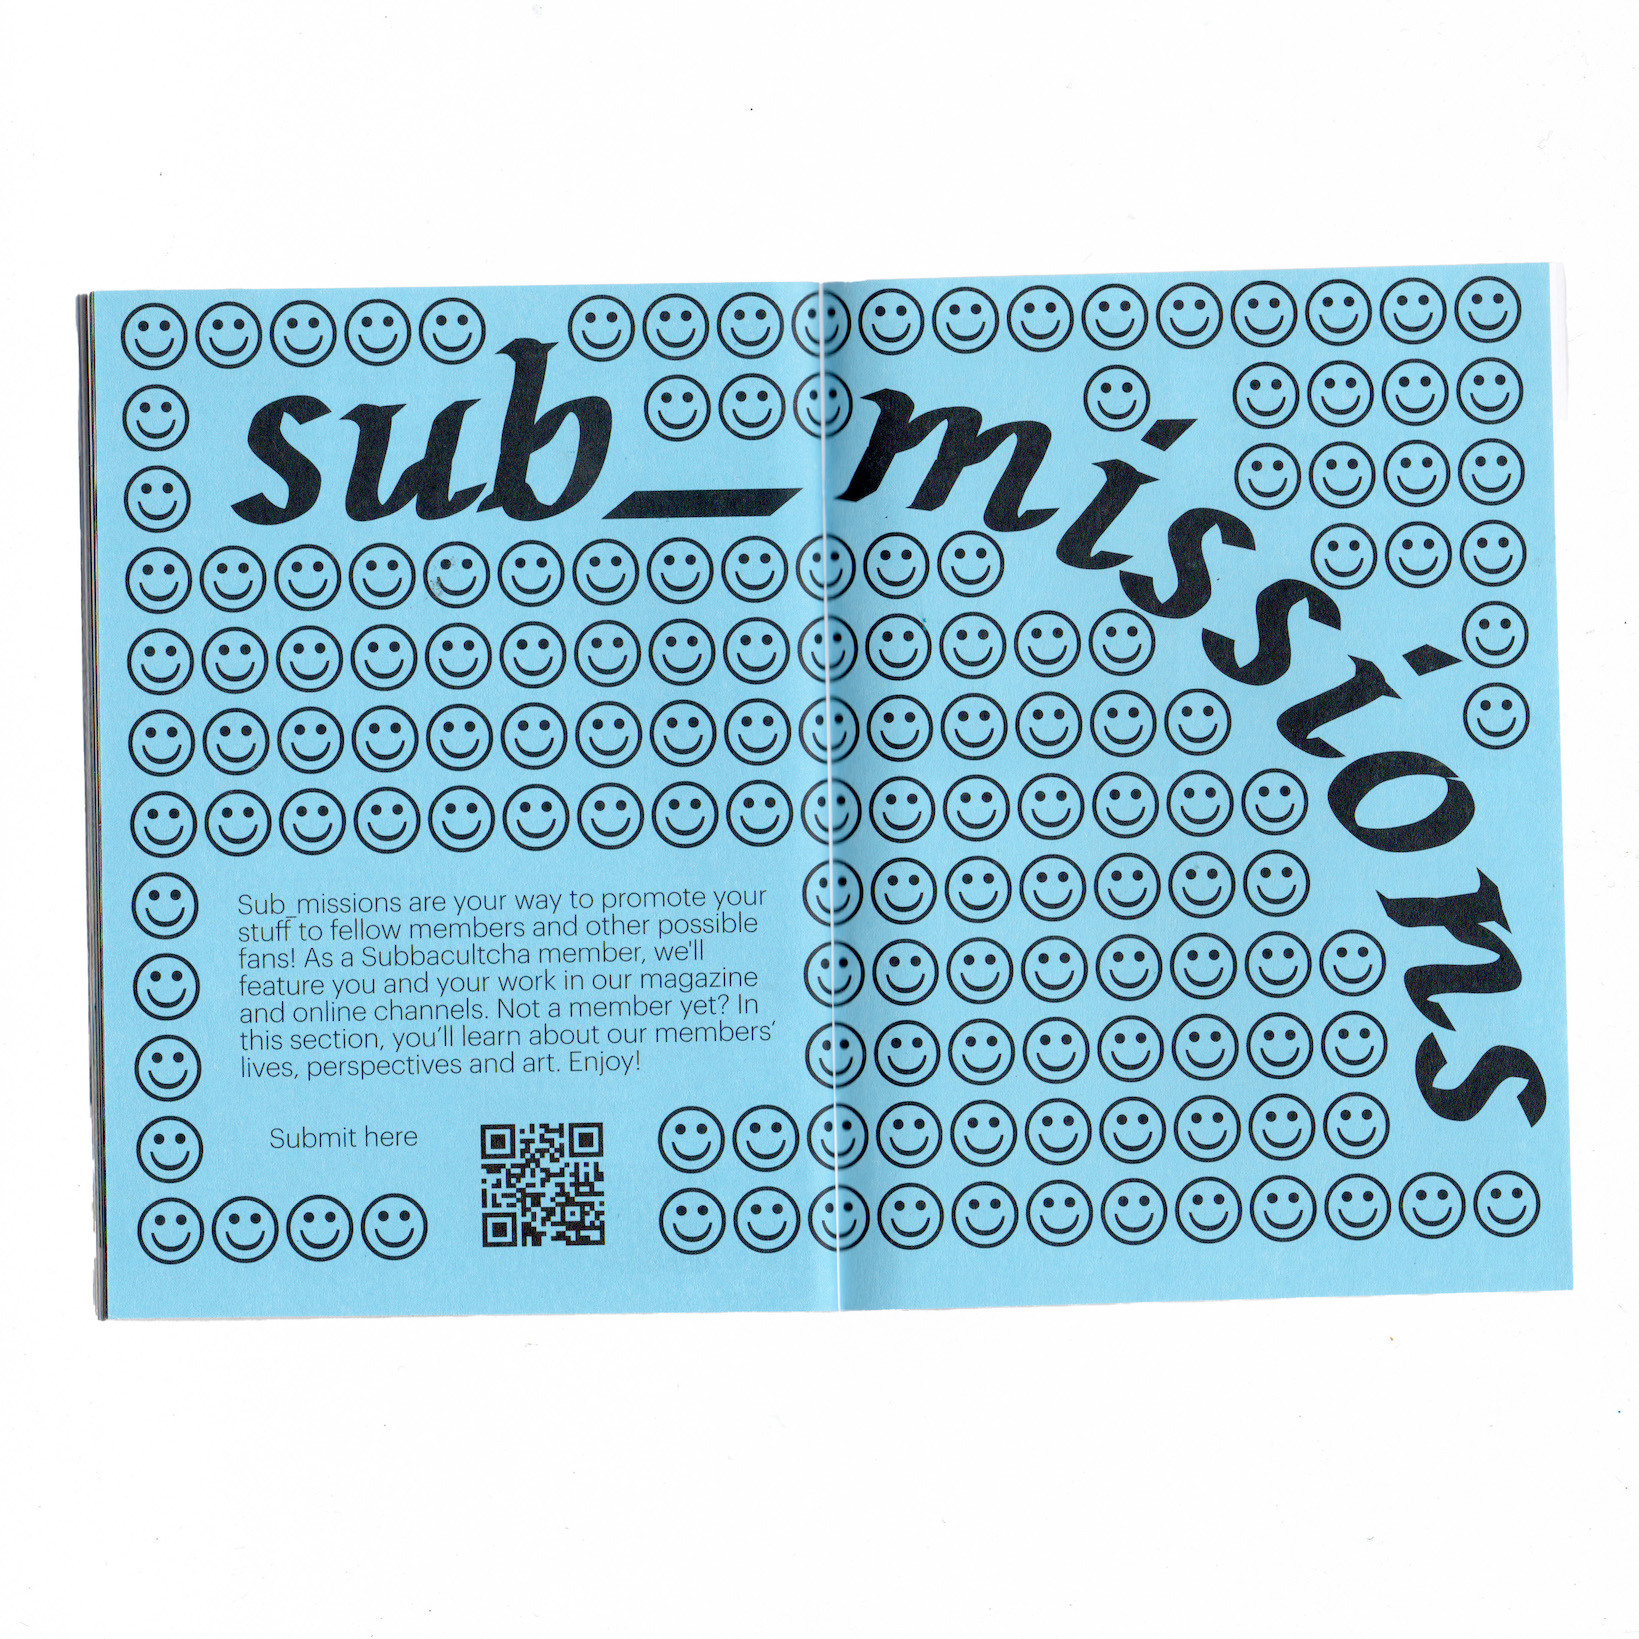 sub_missions
Sub_missions are your way to promote your
stuff to fellow members and other possible
fans! As a Subbacultcha member, we'll
feature you and your work in our magazine
and online channels. Not a member yet? In
this section, you'll learn about our members'
lives, perspectives and art. Enjoy!
Submit here